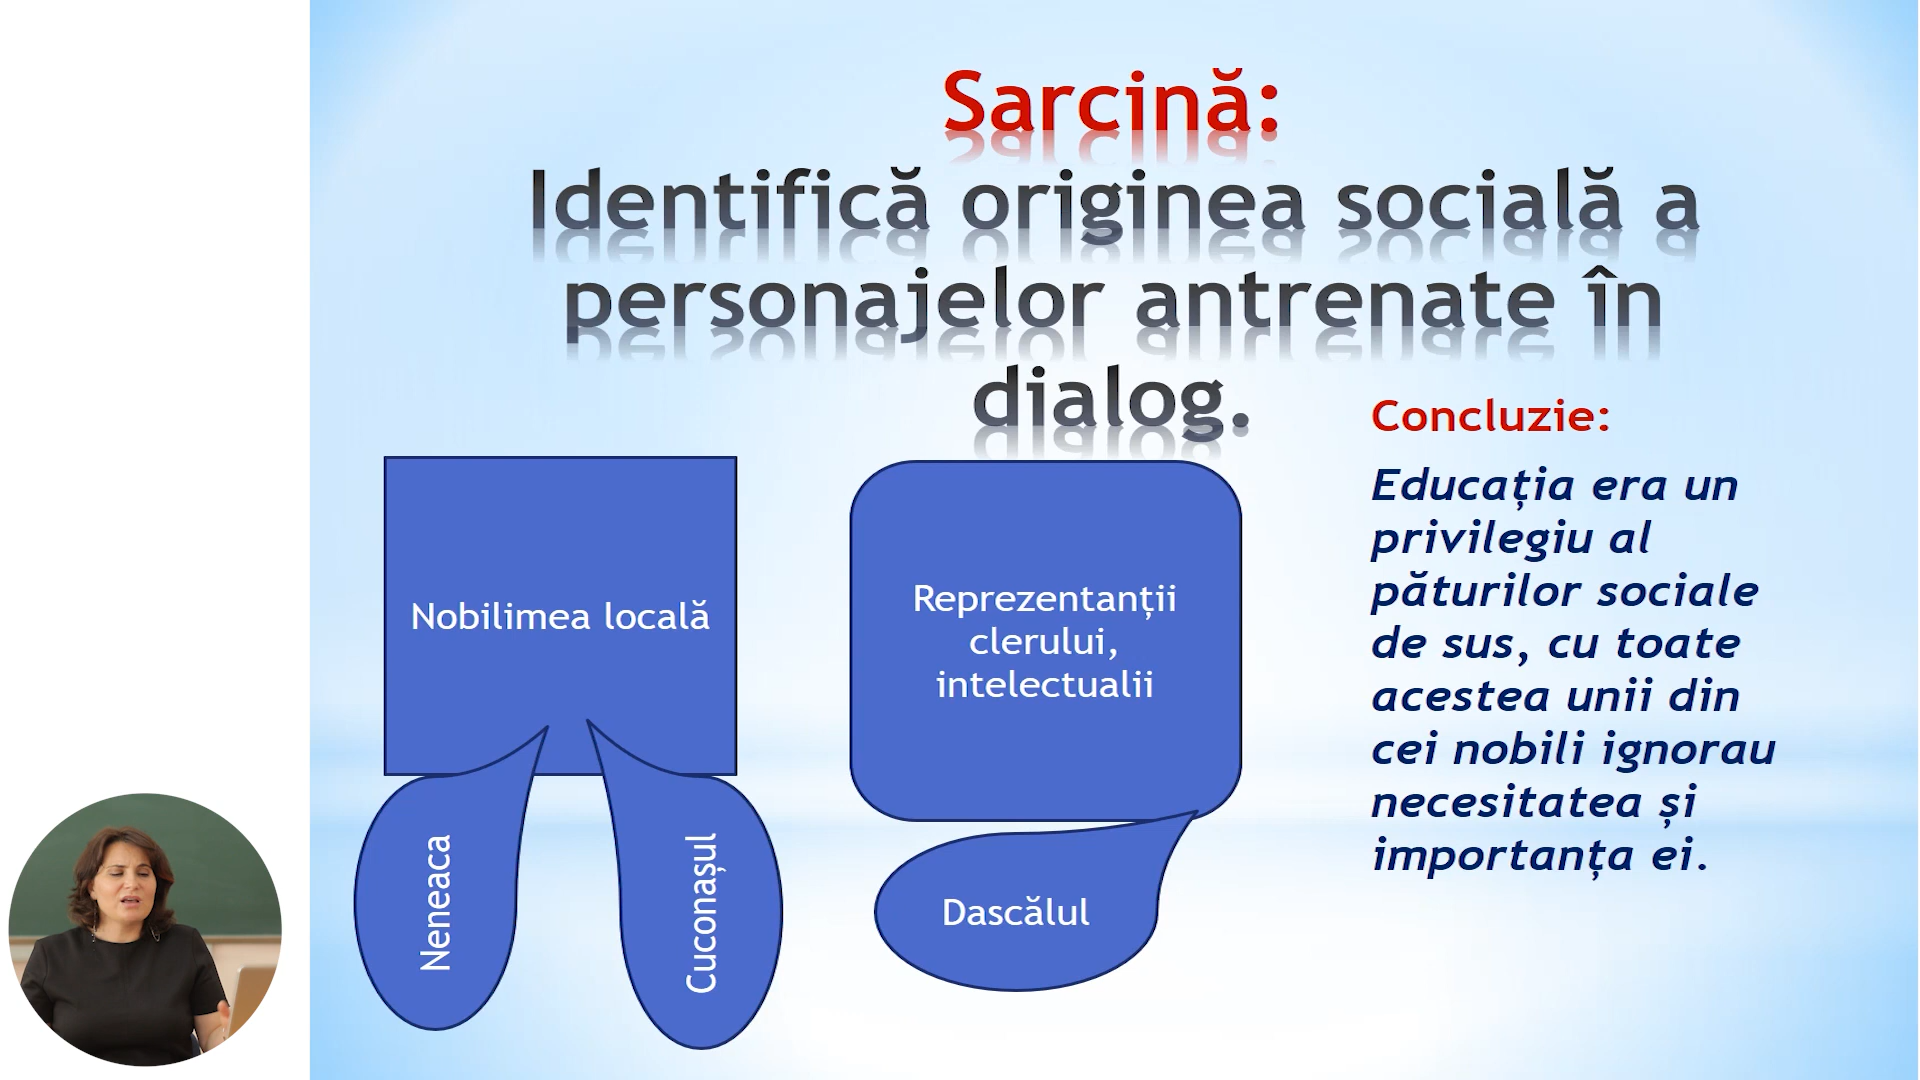 Sarcină:
Identifică originea socială a
personajelor antrenate în
dialog.
Nobilimea locală
Neneaca
Cuconașul
Reprezentanții
clerului,
intelectualii
Dascălul
Concluzie:
Educația era un
privilegiu al
păturilor sociale
de sus, cu toate
acestea unii din
cei nobili ignorau
necesitatea și
importanța ei.